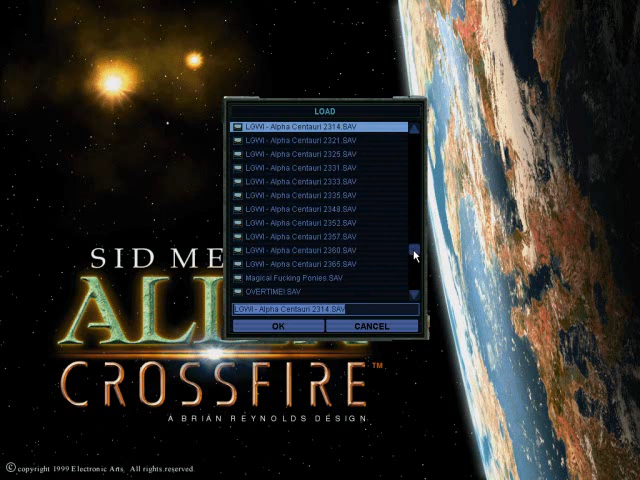 LOAD
LGWI - Alpha Centauri 2314.SAV
LGWI - Alpha Centauri 2321.SAV
LGWI - Alpha Centauri 2325.SAV
LGWI - Alpha Centauri 2331.SAV
LGWI - Alpha Centauri 2333.SAV
LGWI - Alpha Centauri 2335.SAV
LGWI - Alpha Centauri 2348.SAV
LGWI - Alpha Centauri 2352.SAV
LGWI - Alpha Centauri 2357.SAV
LGWI - Alpha Centauri 2360.SAV
LGWI - Alpha Centauri 2365.SAV
Magical Fucking Ponies.SAV
OVERTIME!.SAV
LGWI - Alpha Centauri 2314.SAV
OK CANCEL
SID ME
ALIE
CROSSFIRE™
A BRIAN REYNOLDS DESIGN
© copyright 1999 Electronic Arts. All rights reserved.